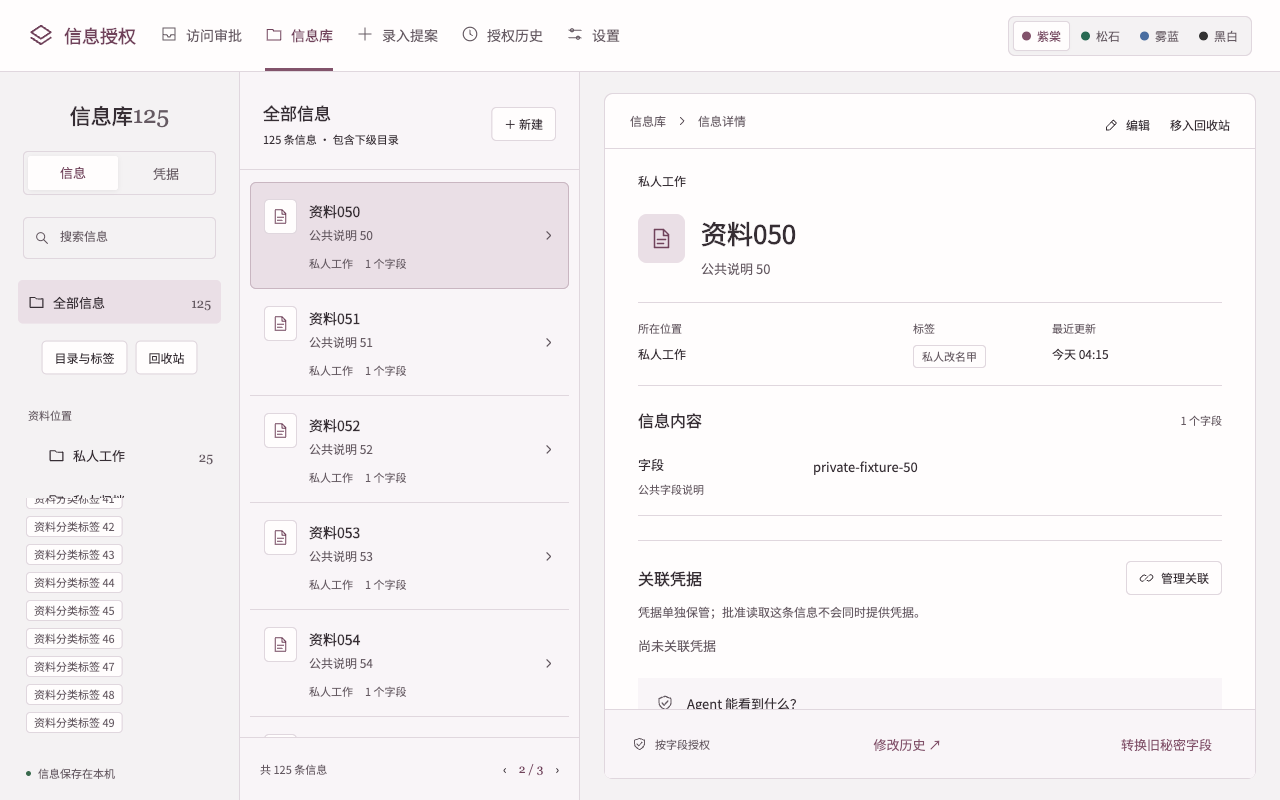 信息授权
访问审批
信息库
录入提案
授权历史
设置
紫棠
松石
雾蓝
黑白
信息库125
信息
凭据
搜索信息
全部信息 125
目录与标签
回收站
资料位置
私人工作 25
资料分类标签 42
资料分类标签 43
资料分类标签 44
资料分类标签 45
资料分类标签 46
资料分类标签 47
资料分类标签 48
资料分类标签 49
信息保存在本机
全部信息
125 条信息 · 包含下级目录
新建
资料050
公共说明 50
私人工作 1 个字段
资料051
公共说明 51
私人工作 1 个字段
资料052
公共说明 52
私人工作 1 个字段
资料053
公共说明 53
私人工作 1 个字段
资料054
公共说明 54
私人工作 1 个字段
共 125 条信息
‹ 2 / 3 ›
信息库 > 信息详情
编辑
移入回收站
私人工作
资料050
公共说明 50
所在位置
私人工作
标签
私人改名甲
最近更新
今天 04:15
信息内容
1 个字段
字段
公共字段说明
private-fixture-50
关联凭据
管理关联
凭据单独保管；批准读取这条信息不会同时提供凭据。
尚未关联凭据
Agent 能看到什么？
按字段授权
修改历史 ↗
转换旧秘密字段